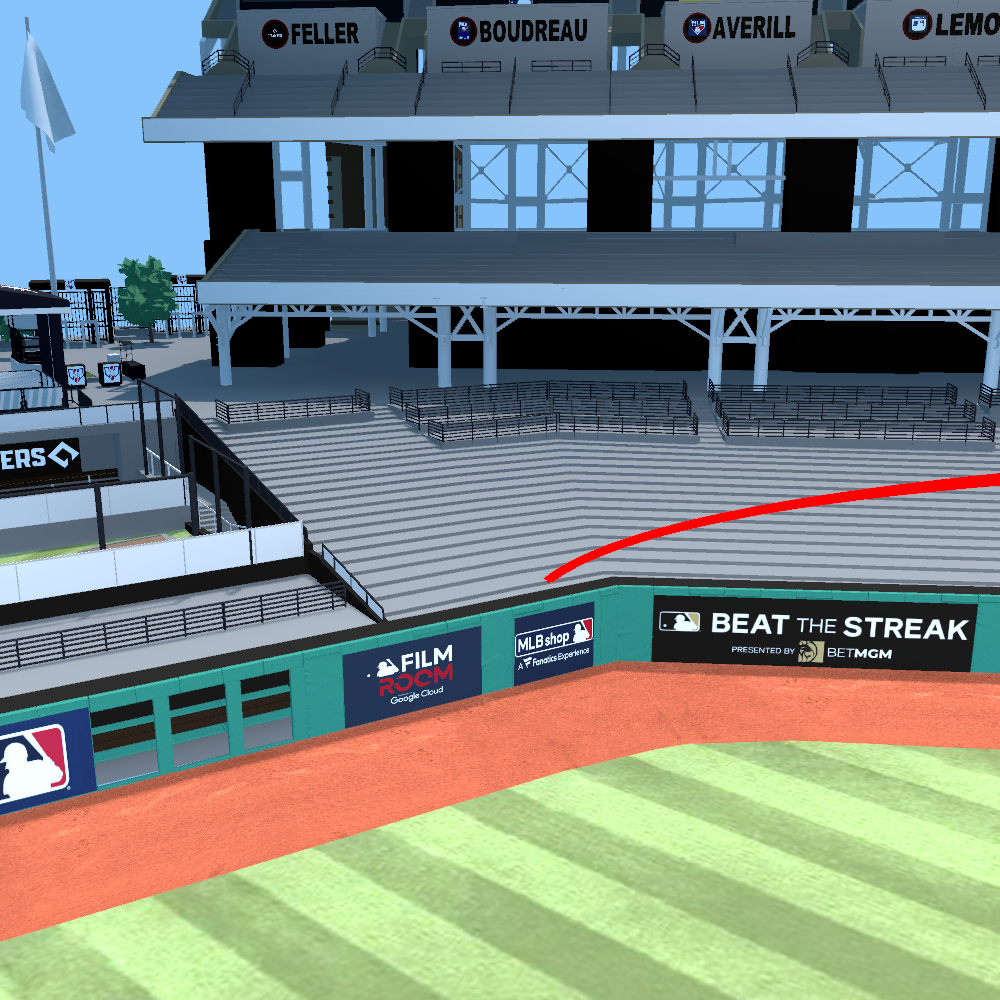 FELLER
BOUDREAU
AVERILL
LEMO
ERS
FILM
ROOM
Google Cloud
MLB shop
A Fanatics Experience
BEAT THE STREAK
PRESENTED BY BETMGM